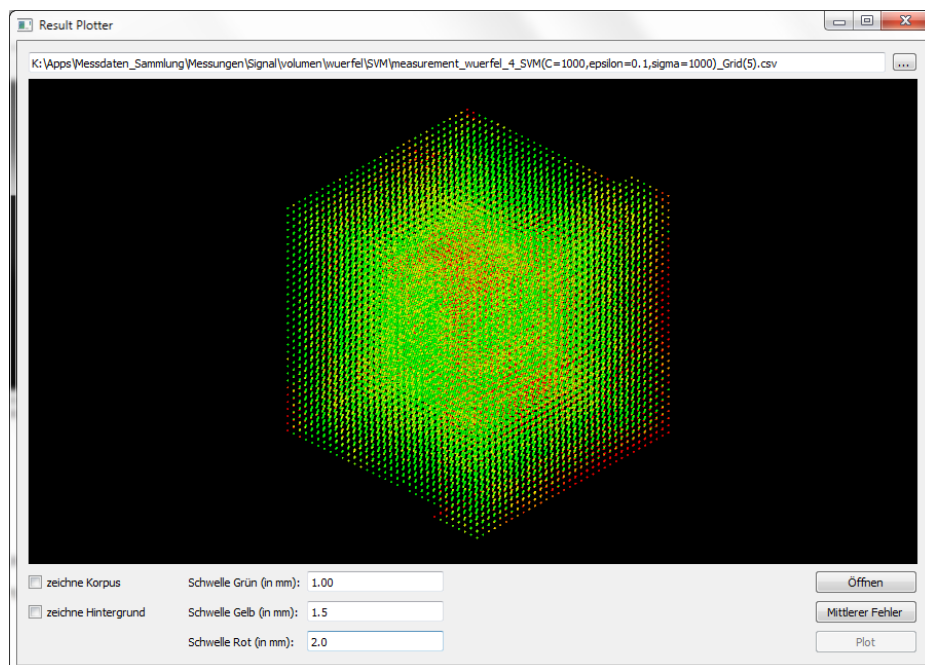 Result Plotter
K:\Apps\Messdaten_Sammlung\Messungen\Signal\volumen\wuerfel\SVM\measurement_wuerfel_4_SVM(C=1000,epsilon=0.1,sigma=1000)_Grid(5).csv ...
zeichne Korpus Schwelle Grün (in mm): 1.00 Öffnen
zeichne Hintergrund Schwelle Gelb (in mm): 1.5 Mittlerer Fehler
Schwelle Rot (in mm): 2.0 Plot